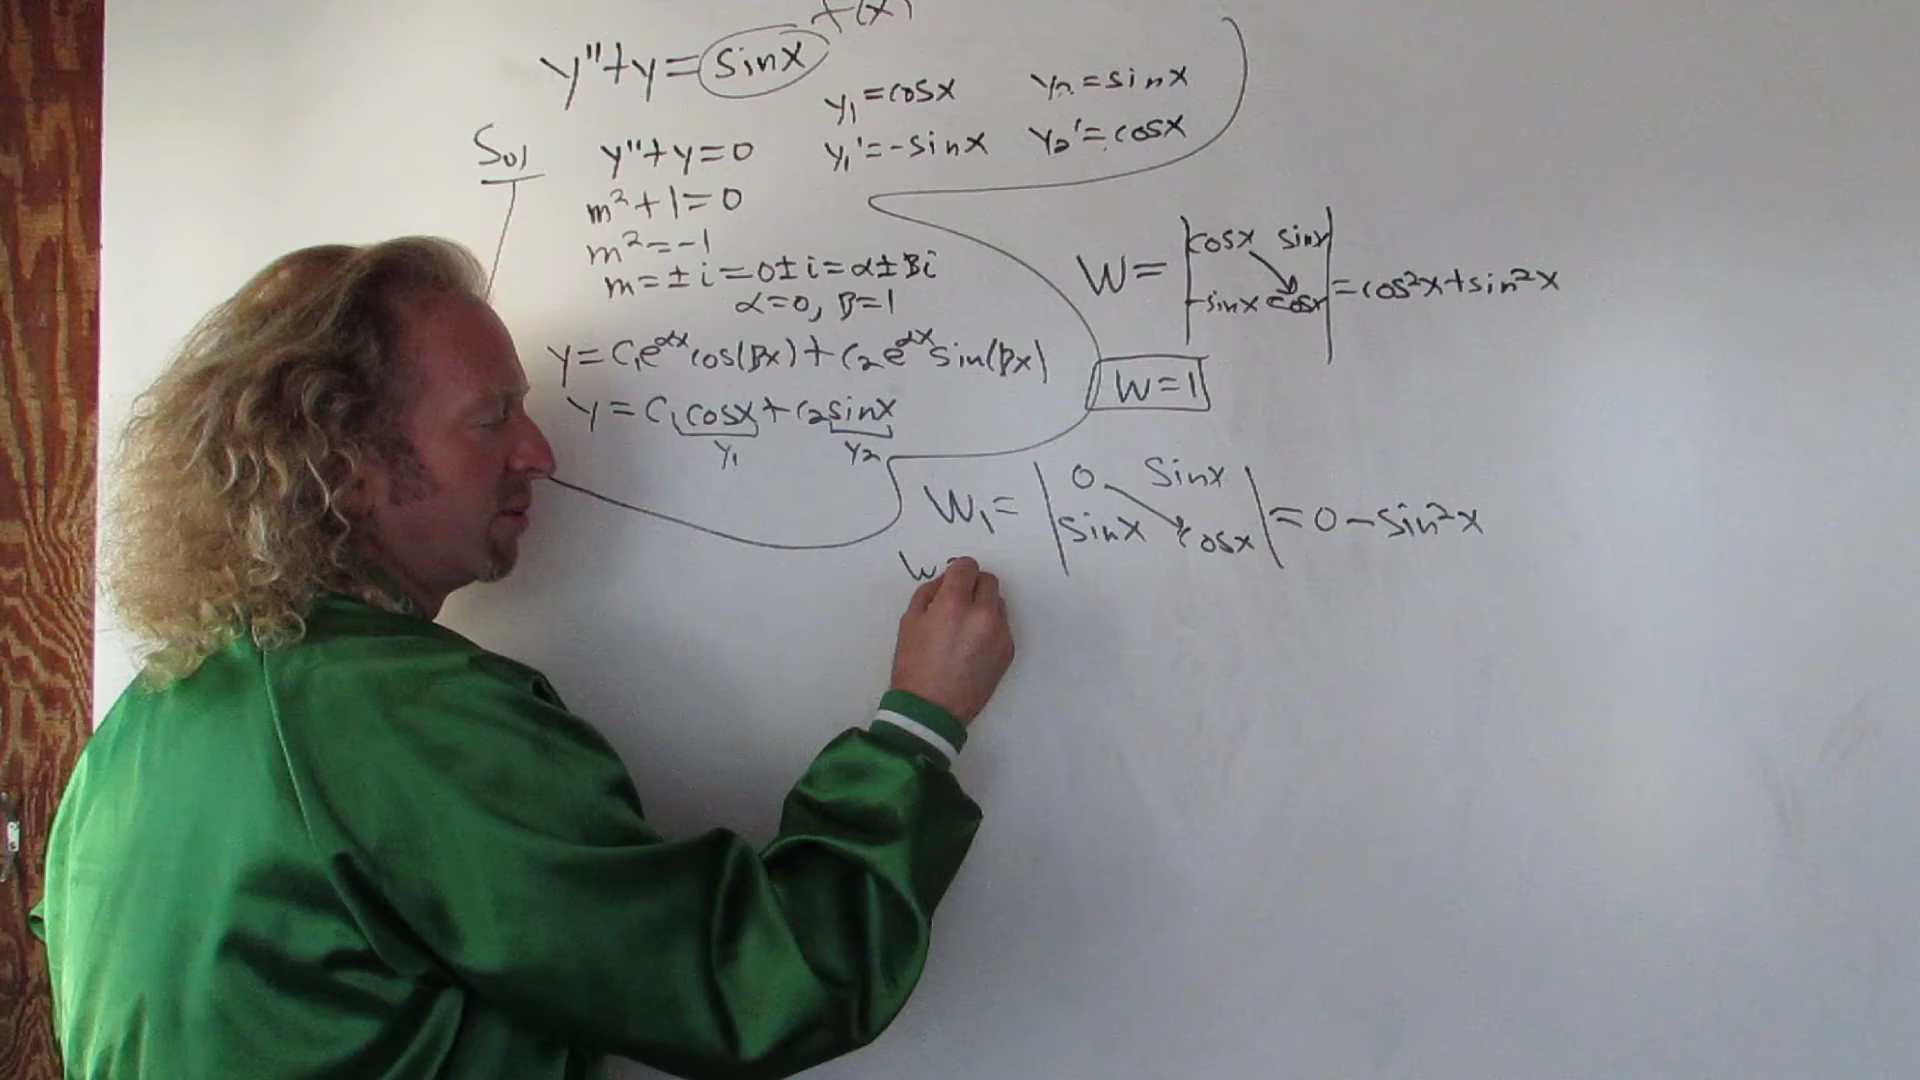 f(x)
y''+y=sinx
y₁=cosx y₂=sinx
Sol y''+y=0 y₁'=-sinx y₂'=cosx
m²+1=0
m²=-1
m=±i=0±i=α±βi
α=0, β=1
W=|cosx sinx
-sinx cosx|=cos²x+sin²x
y=C₁e^αx cos(βx)+C₂e^αx sin(βx)
W=1
y=C₁cosx+C₂sinx
y₁ y₂
W₁=|0 sinx
sinx cosx|=0-sin²x
W